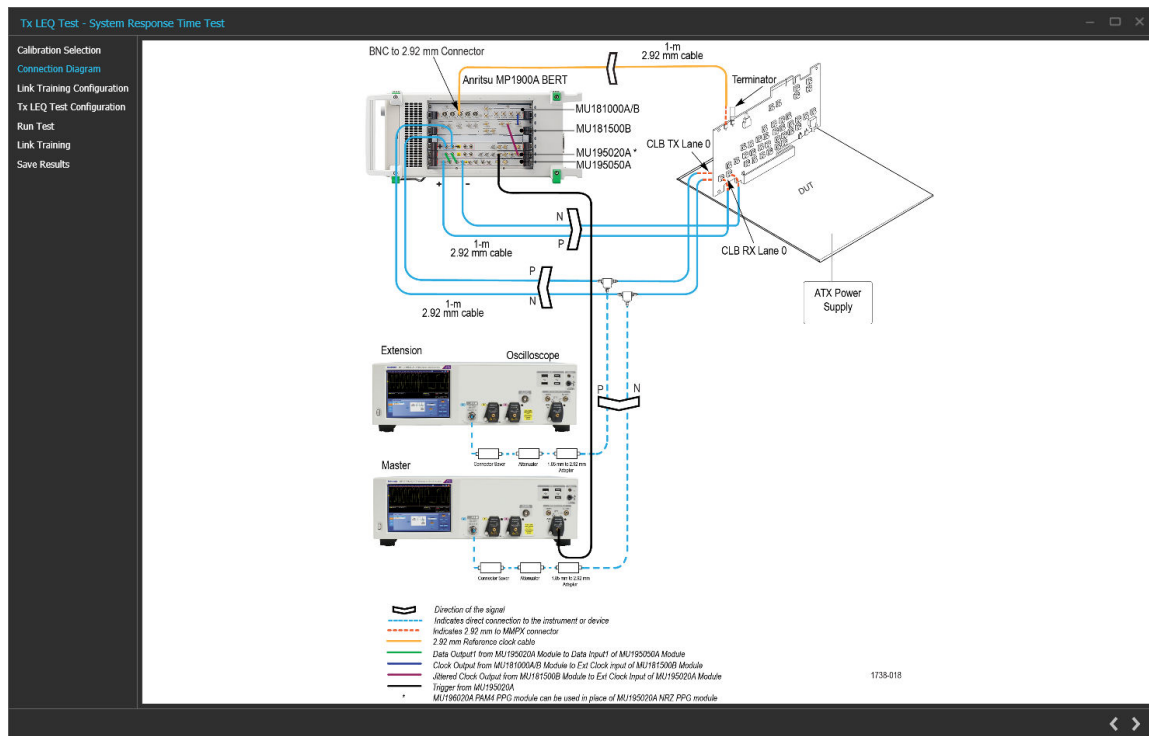 Tx LEQ Test - System Response Time Test
Calibration Selection
Connection Diagram
Link Training Configuration
Tx LEQ Test Configuration
Run Test
Link Training
Save Results
BNC to 2.92 mm Connector
1-m
2.92 mm cable
Anritsu MP1900A BERT
Terminator
MU181000A/B
MU181500B
MU195020A *
MU195050A
CLB TX Lane 0
DUT
+ -
N
P
1-m
2.92 mm cable
CLB RX Lane 0
P
N
1-m
2.92 mm cable
ATX Power
Supply
Extension
Oscilloscope
P N
Connector Saver
Attenuator
1.85 mm to 2.92 mm
Adapter
Master
Connector Saver
Attenuator
1.85 mm to 2.92 mm
Adapter
Direction of the signal
Indicates direct connection to the instrument or device
Indicates 2.92 mm to MMPX connector
2.92 mm Reference clock cable
Data Output1 from MU195020A Module to Data Input1 of MU195050A Module
Clock Output from MU181000A/B Module to Ext Clock input of MU181500B Module
Jittered Clock Output from MU181500B Module to Ext Clock Input of MU195020A Module
Trigger from MU195020A
* MU196020A PAM4 PPG module can be used in place of MU195020A NRZ PPG module
1738-018